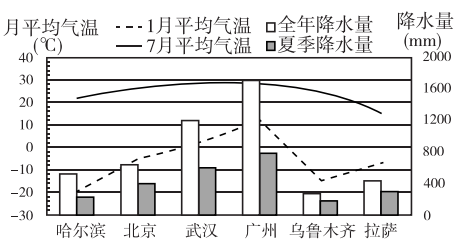 月平均气温
(℃)
1月平均气温
7月平均气温
全年降水量
夏季降水量
降水量
(mm)
40
30
20
10
0
−10
−20
−30
2000
1600
1200
800
400
0
哈尔滨 北京 武汉 广州 乌鲁木齐 拉萨